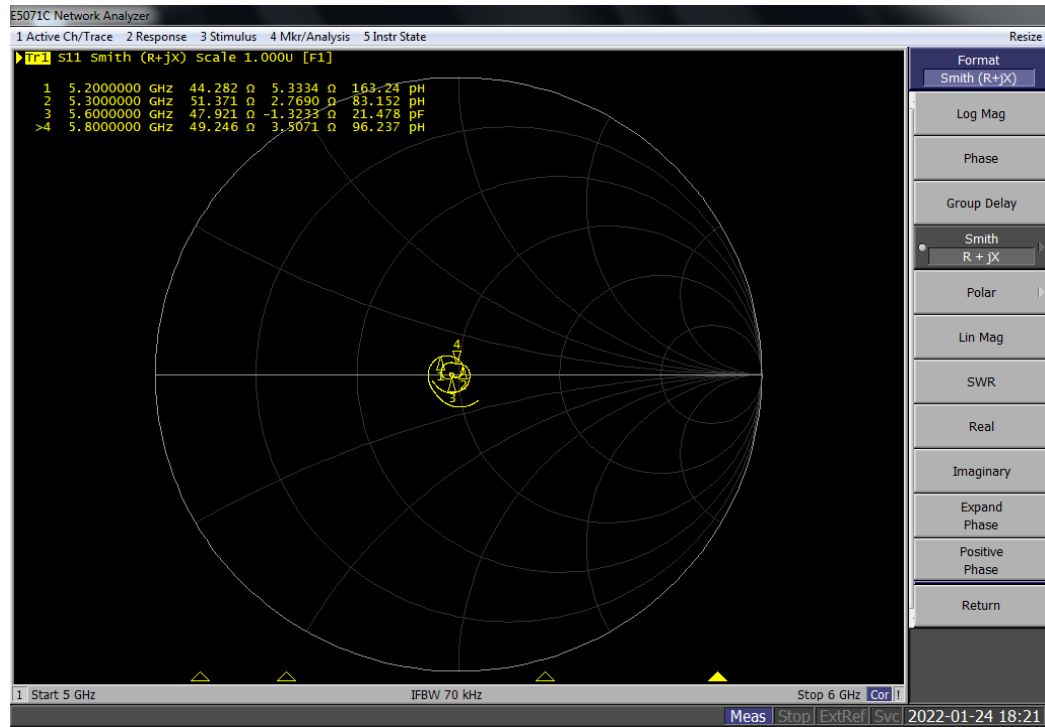 E5071C Network Analyzer
1 Active Ch/Trace 2 Response 3 Stimulus 4 Mkr/Analysis 5 Instr State
Resize
Tr1 S11 Smith (R+jX) Scale 1.000U [F1]
1 5.2000000 GHz 44.282 Ω 5.3334 Ω 163.24 pH
2 5.3000000 GHz 51.371 Ω 2.7690 Ω 83.152 pH
3 5.6000000 GHz 47.921 Ω -1.3233 Ω 21.478 pF
>4 5.8000000 GHz 49.246 Ω 3.5071 Ω 96.237 pH
4
1
2
3
Format
Smith (R+jX)
Log Mag
Phase
Group Delay
Smith
R + jX
Polar
Lin Mag
SWR
Real
Imaginary
Expand
Phase
Positive
Phase
Return
1 Start 5 GHz
IFBW 70 kHz
Stop 6 GHz Cor !
Meas Stop ExtRef Svc 2022-01-24 18:21